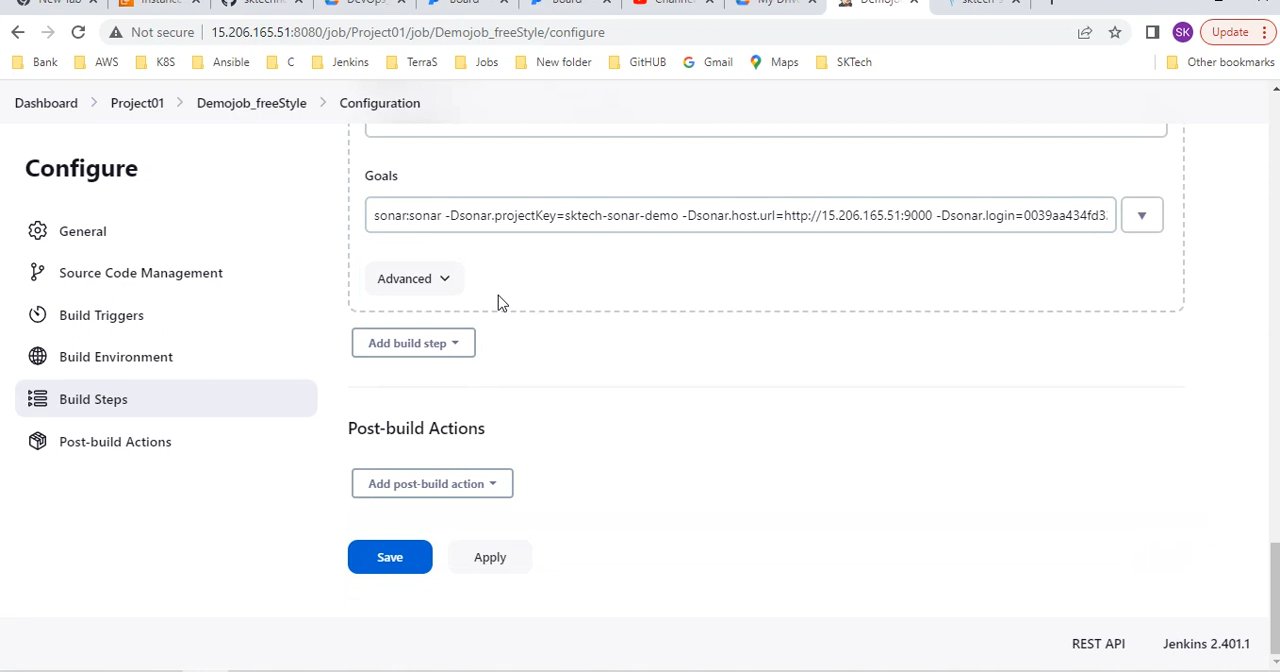 Not secure 15.206.165.51:8080/job/Project01/job/Demojob_freeStyle/configure SK Update
Bank AWS K8S Ansible C Jenkins TerraS Jobs New folder GitHUB Gmail Maps SKTech Other bookmarks
Dashboard Project01 Demojob_freeStyle Configuration
Configure
General
Source Code Management
Build Triggers
Build Environment
Build Steps
Post-build Actions
Goals
sonar:sonar -Dsonar.projectKey=sktech-sonar-demo -Dsonar.host.url=http://15.206.165.51:9000 -Dsonar.login=0039aa434fd3
Advanced
Add build step
Post-build Actions
Add post-build action
Save Apply
REST API Jenkins 2.401.1